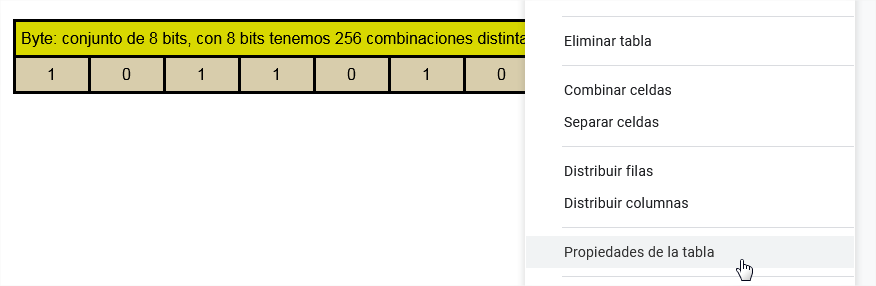 Byte: conjunto de 8 bits, con 8 bits tenemos 256 combinaciones
1 0 1 1 0 1 0
Eliminar tabla
Combinar celdas
Separar celdas
Distribuir filas
Distribuir columnas
Propiedades de la tabla